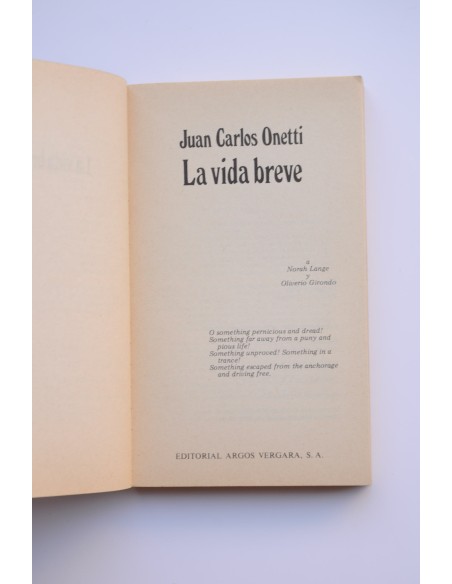 Juan Carlos Onetti
La vida breve
a
Norah Lange
y
Oliverio Girondo
O something pernicious and dread!
Something far away from a puny and
pious life!
Something unproved! Something in a
trance!
Something escaped from the anchorage
and driving free.
EDITORIAL ARGOS VERGARA, S. A.